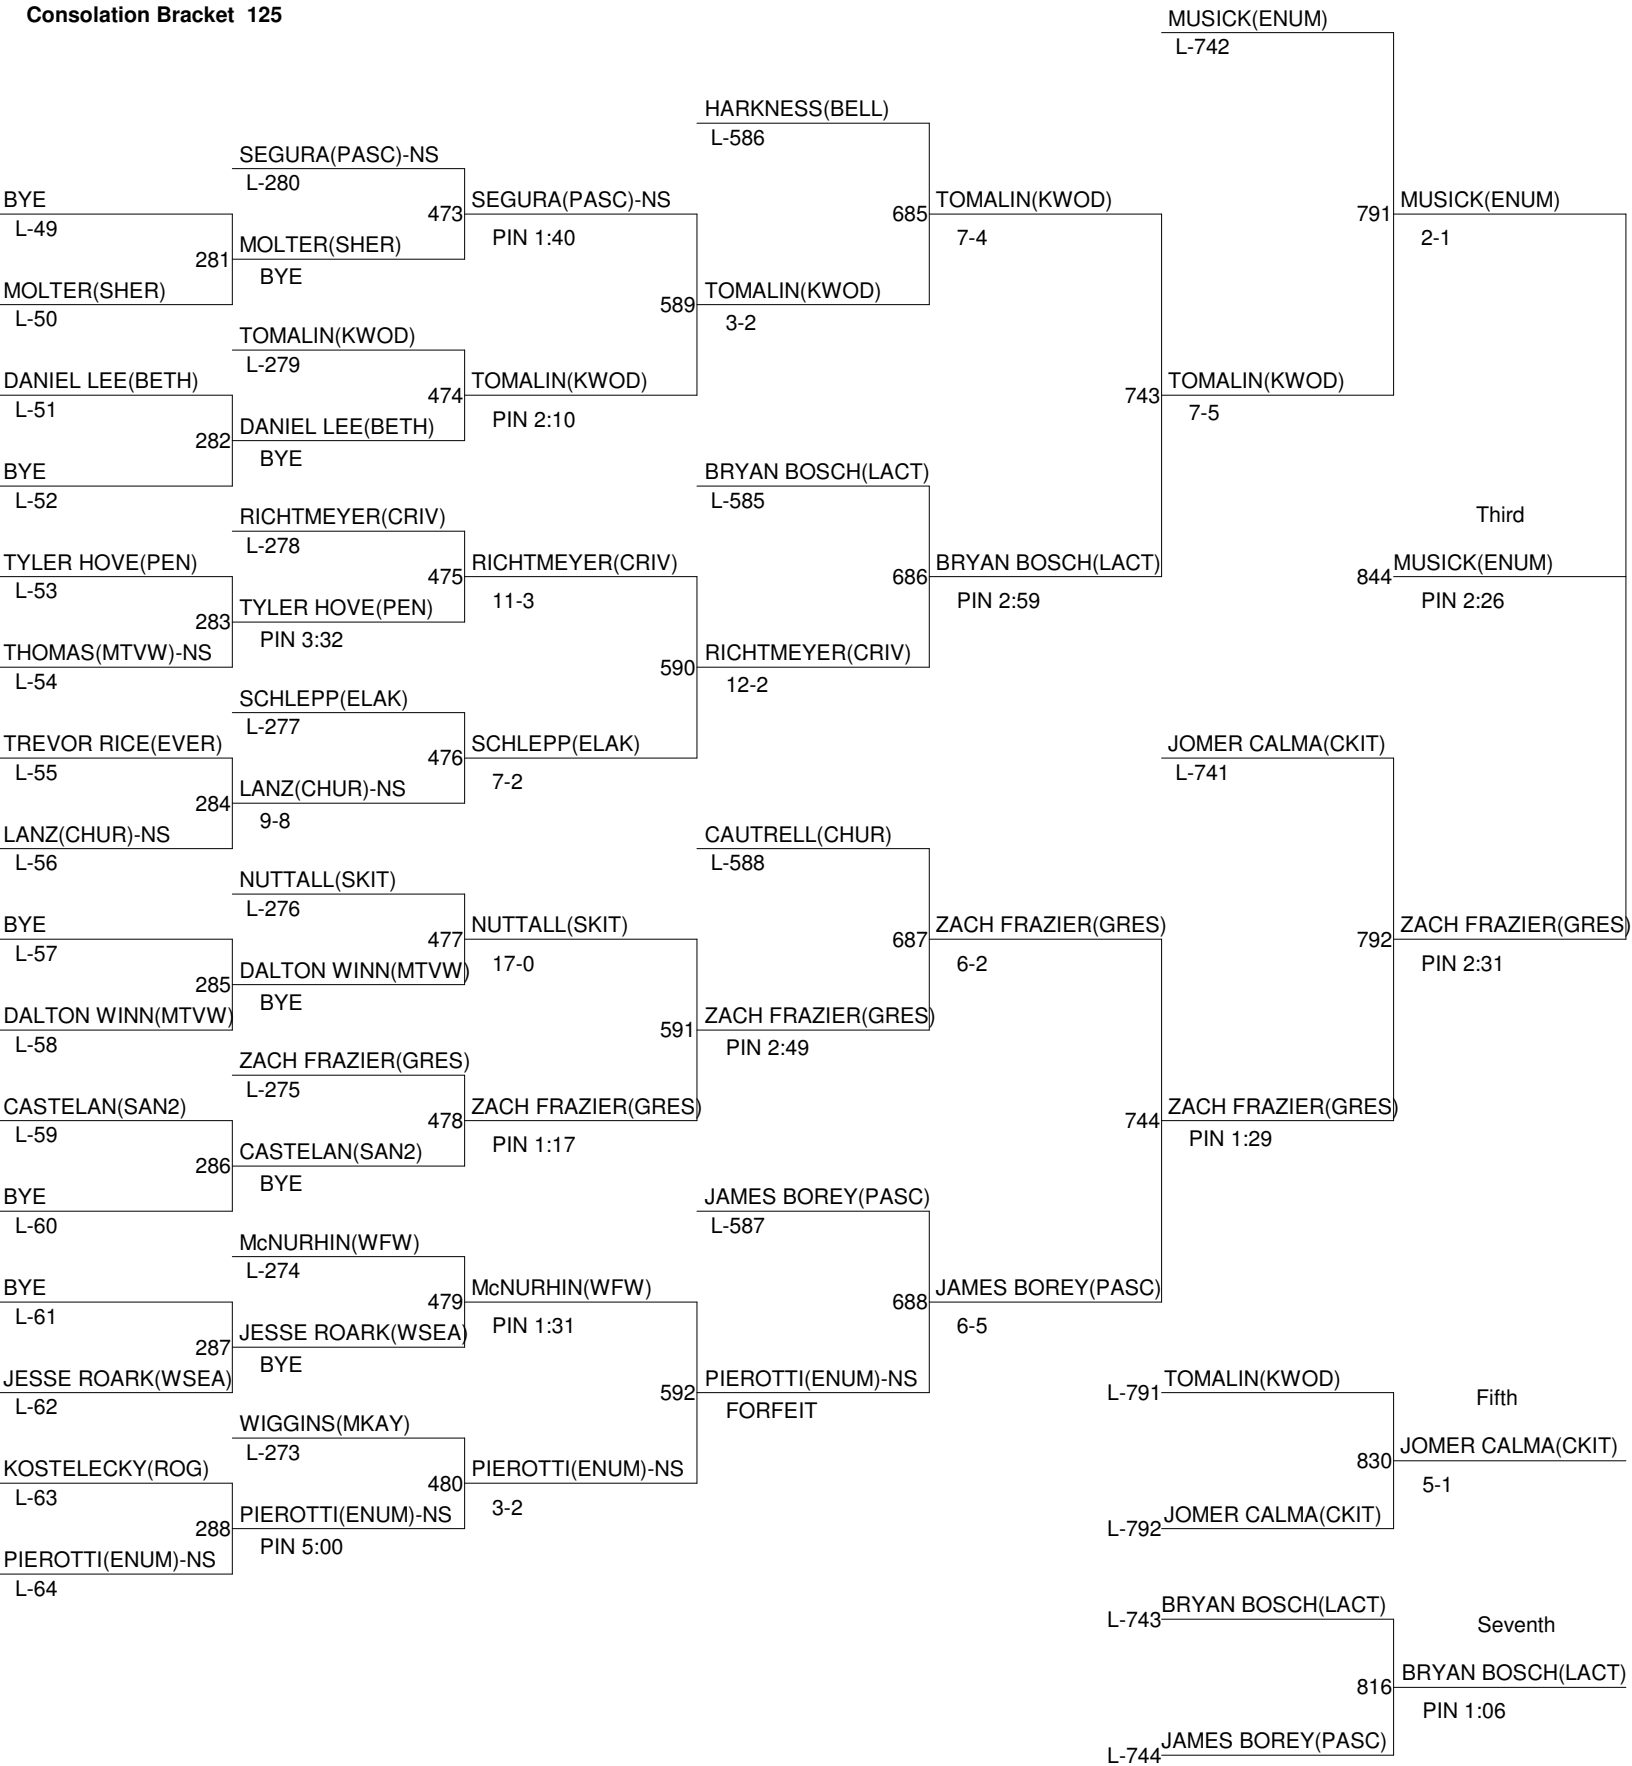 Consolation Bracket 125
BYE
L-49
MOLTER(SHER)
L-50
DANIEL LEE(BETH)
L-51
BYE
L-52
TYLER HOVE(PEN)
L-53
THOMAS(MTVW)-NS
L-54
TREVOR RICE(EVER)
L-55
LANZ(CHUR)-NS
L-56
BYE
L-57
DALTON WINN(MTVW)
L-58
CASTELAN(SAN2)
L-59
BYE
L-60
BYE
L-61
JESSE ROARK(WSEA)
L-62
KOSTELECKY(ROG)
L-63
PIEROTTI(ENUM)-NS
L-64
SEGURA(PASC)-NS
L-280
281
MOLTER(SHER)
BYE
TOMALIN(KWOD)
L-279
282
DANIEL LEE(BETH)
BYE
RICHTMEYER(CRIV)
L-278
283
TYLER HOVE(PEN)
PIN 3:32
SCHLEPP(ELAK)
L-277
284
LANZ(CHUR)-NS
9-8
NUTTALL(SKIT)
L-276
285
DALTON WINN(MTVW)
BYE
ZACH FRAZIER(GRES)
L-275
286
CASTELAN(SAN2)
BYE
McNURHIN(WFW)
L-274
287
JESSE ROARK(WSEA)
BYE
WIGGINS(MKAY)
L-273
288
PIEROTTI(ENUM)-NS
PIN 5:00
473
SEGURA(PASC)-NS
PIN 1:40
474
TOMALIN(KWOD)
PIN 2:10
475
RICHTMEYER(CRIV)
11-3
476
SCHLEPP(ELAK)
7-2
477
NUTTALL(SKIT)
17-0
478
ZACH FRAZIER(GRES)
PIN 1:17
479
McNURHIN(WFW)
PIN 1:31
480
PIEROTTI(ENUM)-NS
3-2
HARKNESS(BELL)
L-586
589
TOMALIN(KWOD)
3-2
BRYAN BOSCH(LACT)
L-585
590
RICHTMEYER(CRIV)
12-2
CAUTRELL(CHUR)
L-588
591
ZACH FRAZIER(GRES)
PIN 2:49
JAMES BOREY(PASC)
L-587
592
PIEROTTI(ENUM)-NS
FORFEIT
685
TOMALIN(KWOD)
7-4
686
BRYAN BOSCH(LACT)
PIN 2:59
687
ZACH FRAZIER(GRES)
6-2
688
JAMES BOREY(PASC)
6-5
MUSICK(ENUM)
L-742
743
TOMALIN(KWOD)
7-5
JOMER CALMA(CKIT)
L-741
744
ZACH FRAZIER(GRES)
PIN 1:29
791
MUSICK(ENUM)
2-1
Third
844
MUSICK(ENUM)
PIN 2:26
792
ZACH FRAZIER(GRES)
PIN 2:31
L-791
TOMALIN(KWOD)
Fifth
830
JOMER CALMA(CKIT)
5-1
L-792
JOMER CALMA(CKIT)
L-743
BRYAN BOSCH(LACT)
Seventh
816
BRYAN BOSCH(LACT)
PIN 1:06
L-744
JAMES BOREY(PASC)